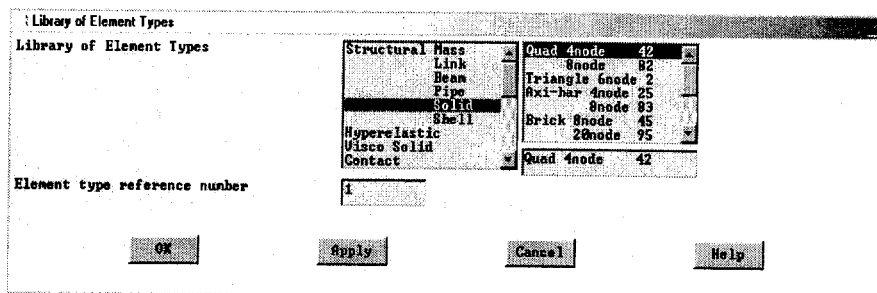 Library of Element Types
Library of Element Types
Structural Mass
Link
Beam
Pipe
Solid
Shell
Hyperelastic
Visco Solid
Contact
Quad 4node 42
8node 82
Triangle 6node 2
Axi-har 4node 25
8node 83
Brick 8node 45
20node 95
Quad 4node 42
Element type reference number
1
OK
Apply
Cancel
Help